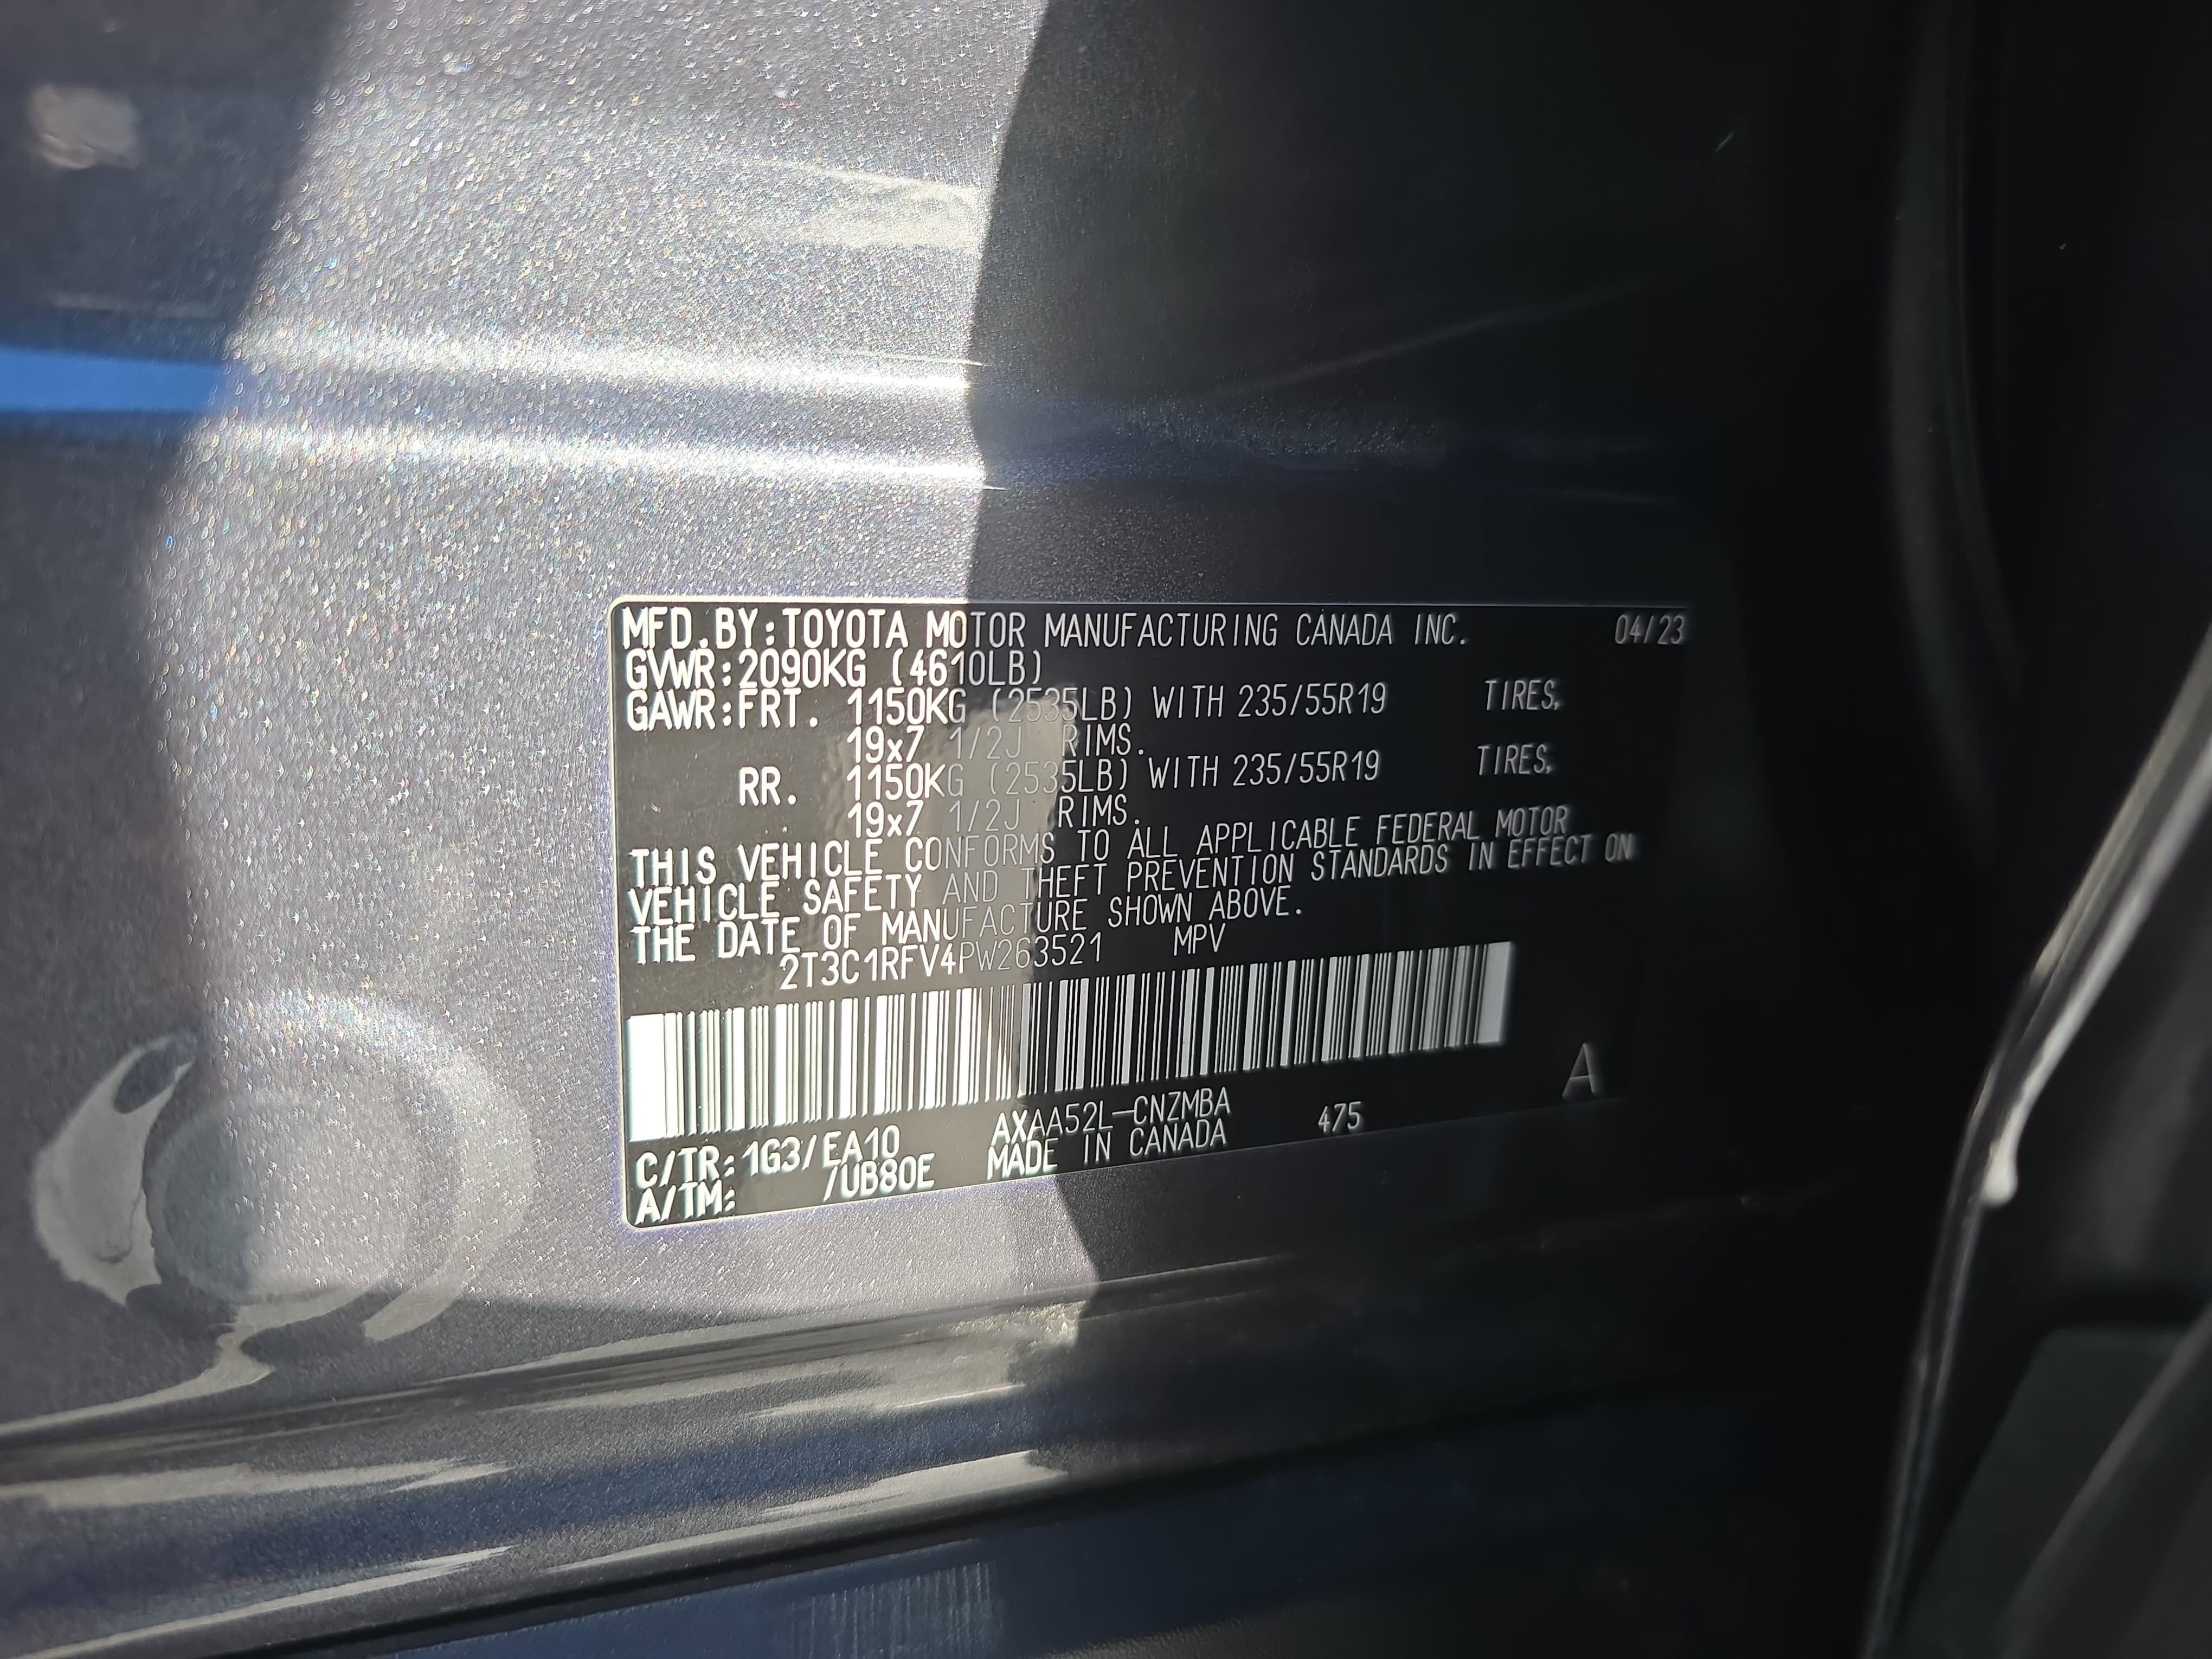 MFD.BY:TOYOTA MOTOR MANUFACTURING CANADA INC. 04/23
GVWR:2090KG (4610LB)
GAWR:FRT. 1150KG (2535LB) WITH 235/55R19 TIRES,
19x7 1/2J RIMS.
RR. 1150KG (2535LB) WITH 235/55R19 TIRES,
19x7 1/2J RIMS.
THIS VEHICLE CONFORMS TO ALL APPLICABLE FEDERAL MOTOR
VEHICLE SAFETY AND THEFT PREVENTION STANDARDS IN EFFECT ON
THE DATE OF MANUFACTURE SHOWN ABOVE.
2T3C1RFV4PW263521 MPV
A
C/TR:1G3/EA10 AXAA52L-CNZMBA 475
A/TM: /UB80E MADE IN CANADA